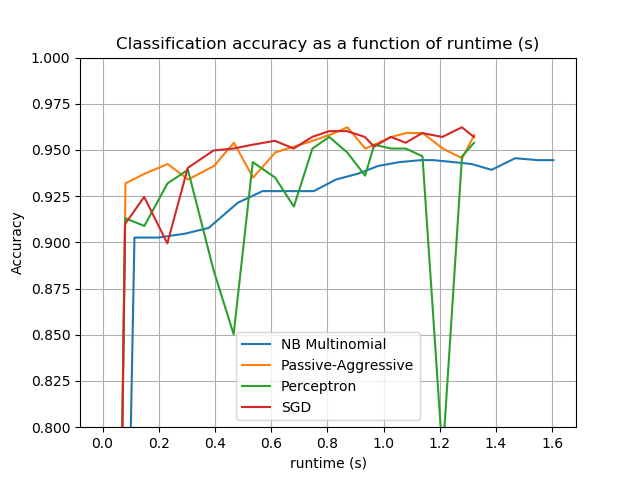 Classification accuracy as a function of runtime (s)
1.000
0.975
0.950
0.925
0.900
0.875
0.850
0.825
0.800
Accuracy
NB Multinomial
Passive-Aggressive
Perceptron
SGD
0.0 0.2 0.4 0.6 0.8 1.0 1.2 1.4 1.6
runtime (s)